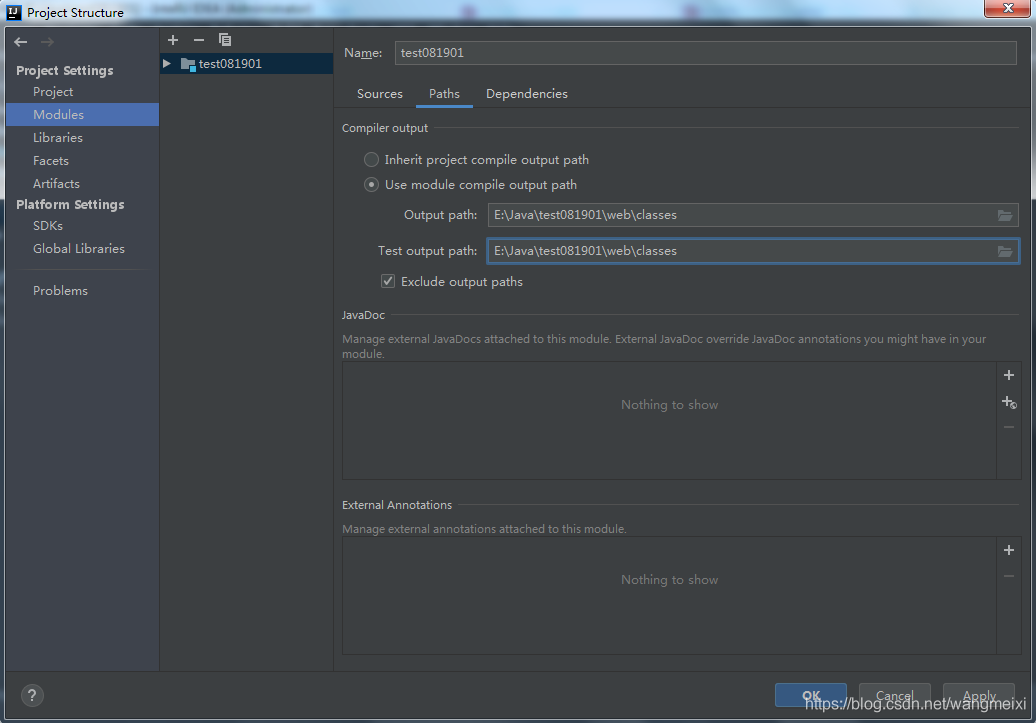 Project Structure
Project Settings
Project
Modules
Libraries
Facets
Artifacts
Platform Settings
SDKs
Global Libraries
Problems
test081901
Name: test081901
Sources Paths Dependencies
Compiler output
Inherit project compile output path
Use module compile output path
Output path: E:\Java\test081901\web\classes
Test output path: E:\Java\test081901\web\classes
Exclude output paths
JavaDoc
Manage external JavaDocs attached to this module. External JavaDoc override JavaDoc annotations you might have in your
module.
Nothing to show
External Annotations
Manage external annotations attached to this module.
Nothing to show
?
OK Cancel Apply
https://blog.csdn.net/wangmeixi